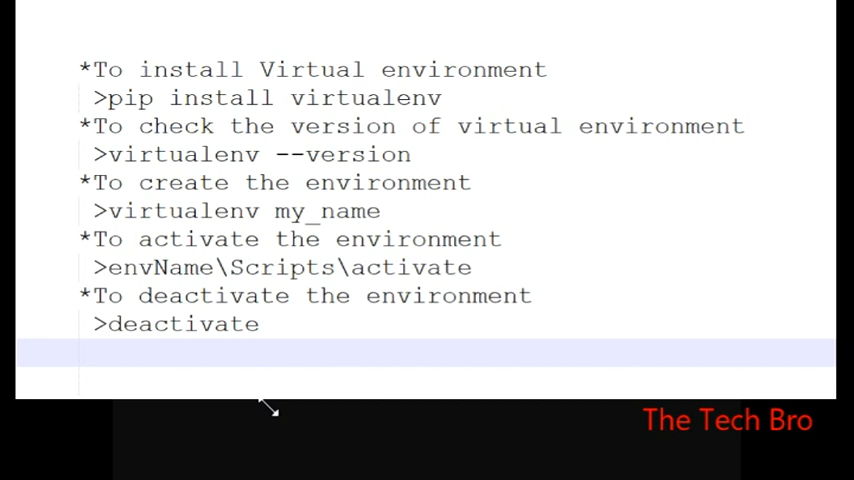 *To install Virtual environment
>pip install virtualenv
*To check the version of virtual environment
>virtualenv --version
*To create the environment
>virtualenv my_name
*To activate the environment
>envName\Scripts\activate
*To deactivate the environment
>deactivate
The Tech Bro